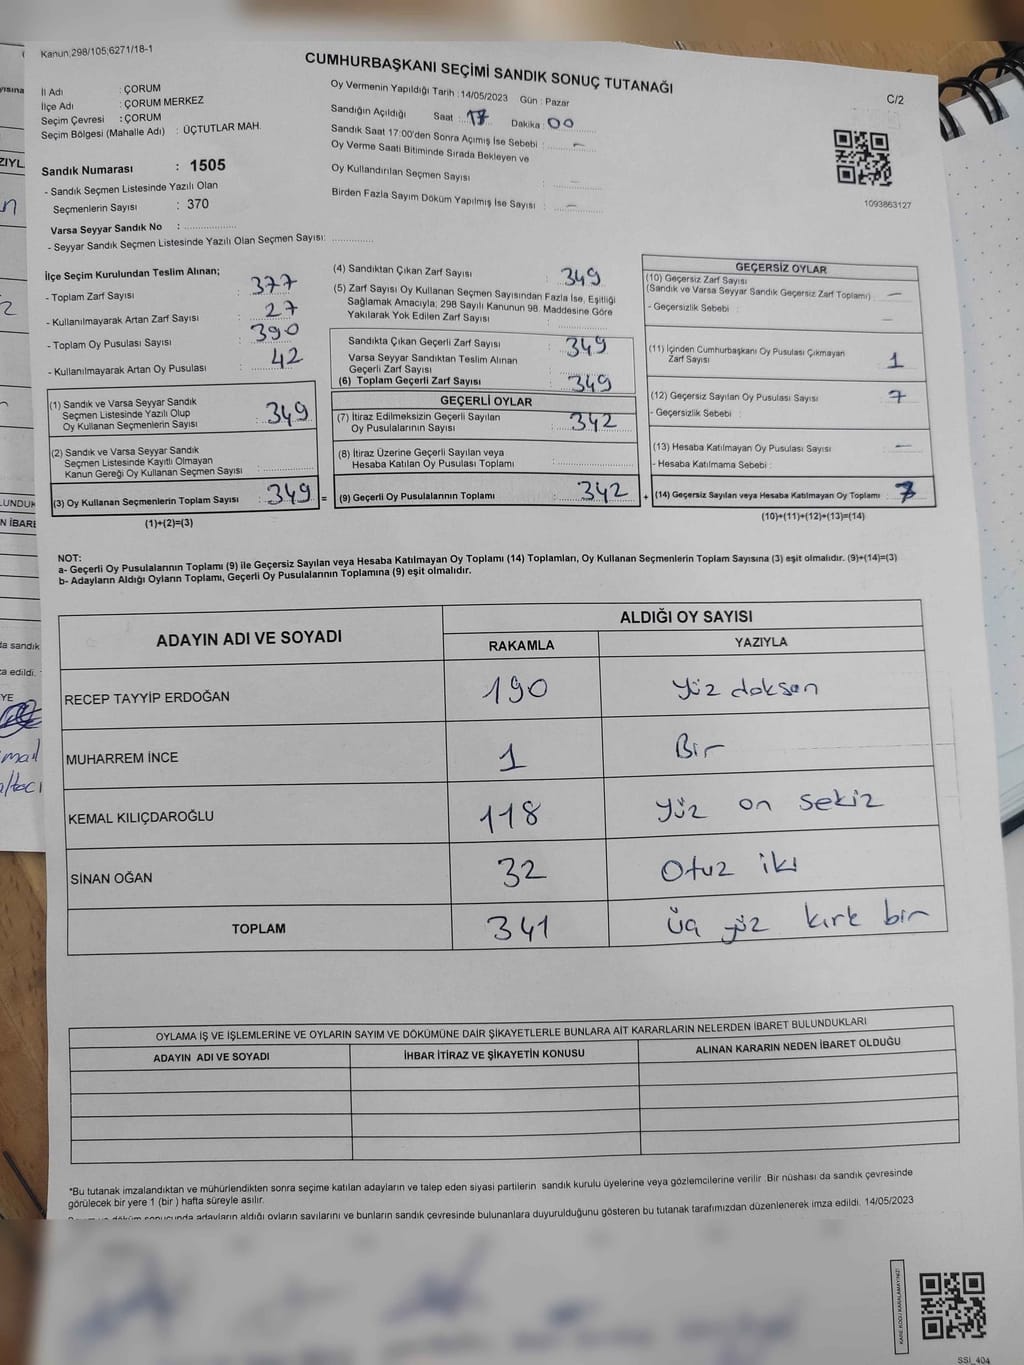 Kanun;298/105;6271/18-1
CUMHURBAŞKANI SEÇİMİ SANDIK SONUÇ TUTANAĞI
C/2
İl Adı : ÇORUM
İlçe Adı : ÇORUM MERKEZ
Seçim Çevresi : ÇORUM
Seçim Bölgesi (Mahalle Adı) : ÜÇTUTLAR MAH.
Sandık Numarası : 1505
- Sandık Seçmen Listesinde Yazılı Olan
Seçmenlerin Sayısı : 370
Varsa Seyyar Sandık No :
- Seyyar Sandık Seçmen Listesinde Yazılı Olan Seçmen Sayısı:
Oy Vermenin Yapıldığı Tarih : 14/05/2023 Gün : Pazar
Sandığın Açıldığı Saat : 17 Dakika : 00
Sandık Saat 17:00'den Sonra Açımış İse Sebebi : —
Oy Verme Saati Bitiminde Sırada Bekleyen ve
Oy Kullandırılan Seçmen Sayısı : —
Birden Fazla Sayım Döküm Yapılmış İse Sayısı : —
1093863127
İlçe Seçim Kurulundan Teslim Alınan;
- Toplam Zarf Sayısı : 377
- Kullanılmayarak Artan Zarf Sayısı : 27
- Toplam Oy Pusulası Sayısı : 390
- Kullanılmayarak Artan Oy Pusulası : 42
(1) Sandık ve Varsa Seyyar Sandık
Seçmen Listesinde Yazılı Olup
Oy Kullanan Seçmenlerin Sayısı : 349
(2) Sandık ve Varsa Seyyar Sandık
Seçmen Listesinde Kayıtlı Olmayan
Kanun Gereği Oy Kullanan Seçmen Sayısı :
(3) Oy Kullanan Seçmenlerin Toplam Sayısı : 349 =
(1)+(2)=(3)
(4) Sandıktan Çıkan Zarf Sayısı : 349
(5) Zarf Sayısı Oy Kullanan Seçmen Sayısından Fazla İse, Eşitliği
Sağlamak Amacıyla; 298 Sayılı Kanunun 98. Maddesine Göre
Yakılarak Yok Edilen Zarf Sayısı :
Sandıkta Çıkan Geçerli Zarf Sayısı : 349
Varsa Seyyar Sandıktan Teslim Alınan
Geçerli Zarf Sayısı :
(6) Toplam Geçerli Zarf Sayısı : 349
GEÇERLİ OYLAR
(7) İtiraz Edilmeksizin Geçerli Sayılan
Oy Pusulalarının Sayısı : 342
(8) İtiraz Üzerine Geçerli Sayılan veya
Hesaba Katılan Oy Pusulası Toplamı :
(9) Geçerli Oy Pusulalarının Toplamı : 342 +
GEÇERSİZ OYLAR
(10) Geçersiz Zarf Sayısı
(Sandık ve Varsa Seyyar Sandık Geçersiz Zarf Toplamı) : —
- Geçersizlik Sebebi : —
(11) İçinden Cumhurbaşkanı Oy Pusulası Çıkmayan
Zarf Sayısı : 1
(12) Geçersiz Sayılan Oy Pusulası Sayısı : 7
- Geçersizlik Sebebi :
(13) Hesaba Katılmayan Oy Pusulası Sayısı : —
- Hesaba Katılmama Sebebi :
(14) Geçersiz Sayılan veya Hesaba Katılmayan Oy Toplamı :
(10)+(11)+(12)+(13)=(14)
NOT:
a- Geçerli Oy Pusulalarının Toplamı (9) ile Geçersiz Sayılan veya Hesaba Katılmayan Oy Toplamı (14) Toplamları, Oy Kullanan Seçmenlerin Toplam Sayısına (3) eşit olmalıdır. (9)+(14)=(3)
b- Adayların Aldığı Oyların Toplamı, Geçerli Oy Pusulalarının Toplamına (9) eşit olmalıdır.
ADAYIN ADI VE SOYADI ALDIĞI OY SAYISI
RAKAMLA YAZIYLA
RECEP TAYYİP ERDOĞAN 190 Yüz doksan
MUHARREM İNCE 1 Bir
KEMAL KILIÇDAROĞLU 118 Yüz on sekiz
SİNAN OĞAN 32 Otuz iki
TOPLAM 341 üç yüz kırk bir
OYLAMA İŞ VE İŞLEMLERİNE VE OYLARIN SAYIM VE DÖKÜMÜNE DAİR ŞİKAYETLERLE BUNLARA AİT KARARLARIN NELERDEN İBARET BULUNDUKLARI
ADAYIN ADI VE SOYADI İHBAR İTİRAZ VE ŞİKAYETİN KONUSU ALINAN KARARIN NEDEN İBARET OLDUĞU
*Bu tutanak imzalandıktan ve mühürlendikten sonra seçime katılan adayların ve talep eden siyasi partilerin sandık kurulu üyelerine veya gözlemcilerine verilir. Bir nüshası da sandık çevresinde
görülecek bir yere 1 (bir) hafta süreyle asılır.
döküm sonucunda adayların aldığı oyların sayılarını ve bunların sandık çevresinde bulunanlara duyurulduğunu gösteren bu tutanak tarafımızdan düzenlenerek imza edildi. 14/05/2023
KARE KODU KARALAMAYINIZ!
SSI_404